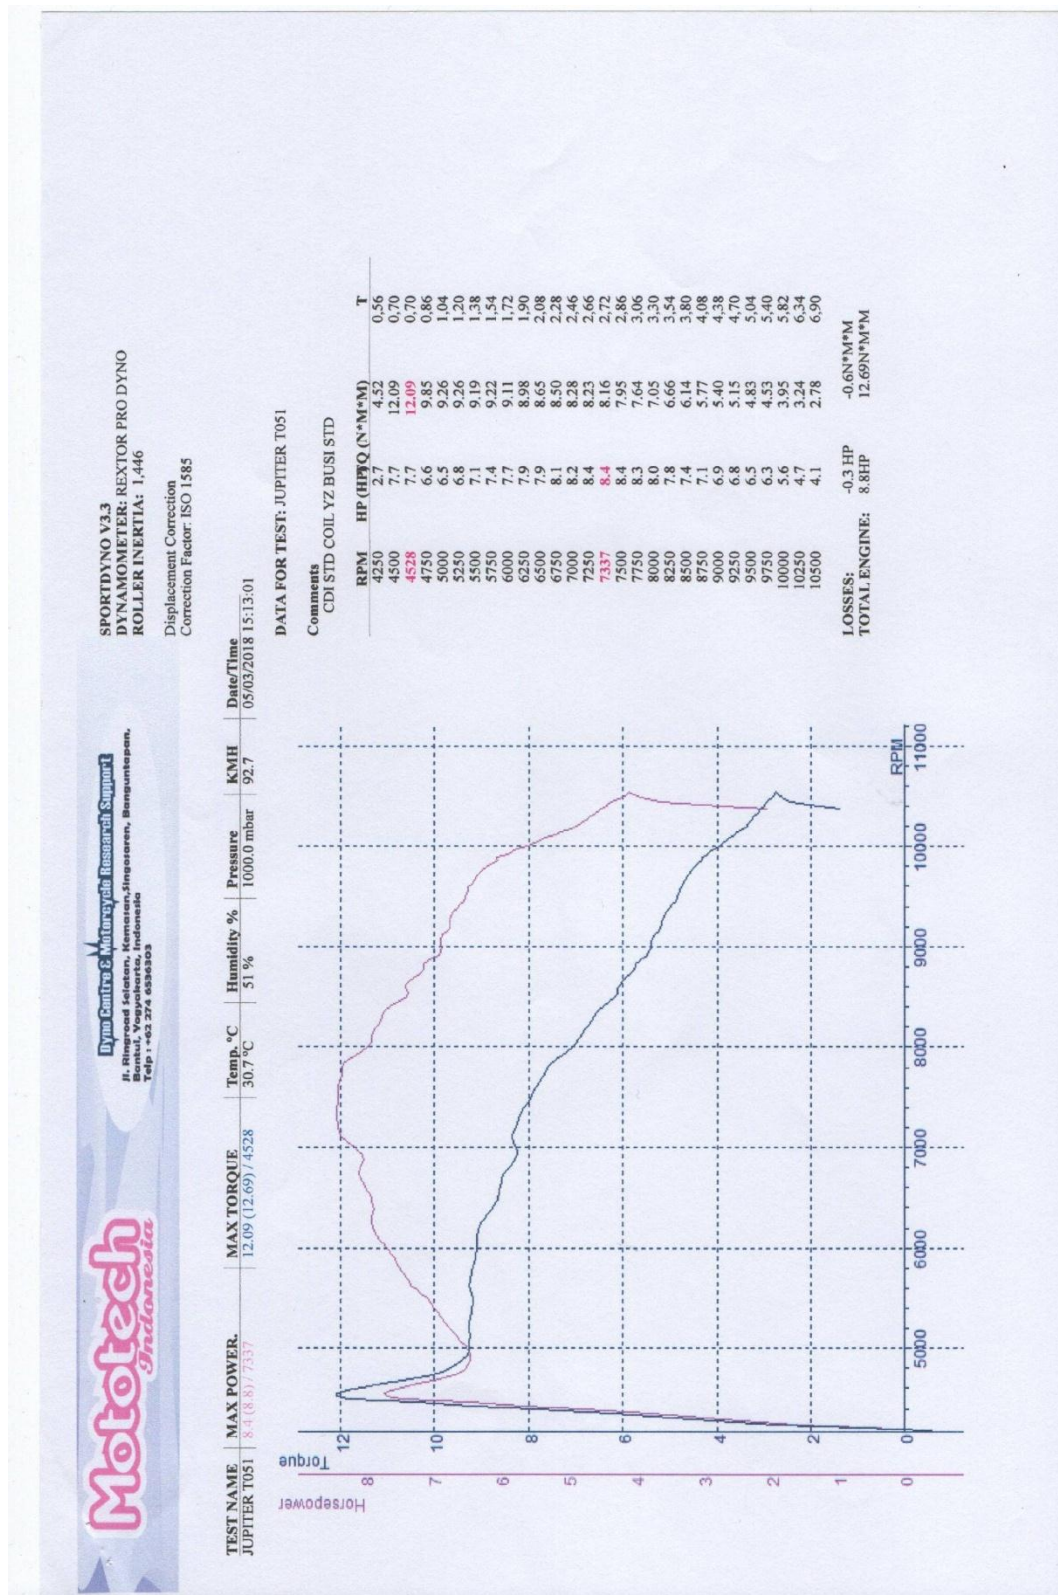 Mototech
Indonesia
Dyno Centre & Motorcycle Research Support
Jl. Ringroad Selatan, Kemasan, Singosaren, Banguntapan,
Bantul, Yogyakarta, Indonesia
Telp : +62 274 6536303
SPORTDYNO V3.3
DYNAMOMETER: REXTOR PRO DYNO
ROLLER INERTIA: 1,446
Displacement Correction
Correction Factor: ISO 1585
TEST NAME MAX POWER. MAX TORQUE Temp. °C Humidity % Pressure KMH Date/Time
JUPITER T051 8.4 (8.8) / 7337 12.09 (12.69) / 4528 30.7 °C 51 % 1000.0 mbar 92.7 05/03/2018 15:13:01
DATA FOR TEST: JUPITER T051
Comments
CDI STD COIL YZ BUSI STD
RPM HP (HP) TQ (N*M*M) T
4250 2.7 4.52 0,56
4500 7.7 12.09 0,70
4528 7.7 12.09 0,70
4750 6.6 9.85 0,86
5000 6.5 9.26 1,04
5250 6.8 9.26 1,20
5500 7.1 9.19 1,38
5750 7.4 9.22 1,54
6000 7.7 9.11 1,72
6250 7.9 8.98 1,90
6500 7.9 8.65 2,08
6750 8.1 8.50 2,28
7000 8.2 8.28 2,46
7250 8.4 8.23 2,66
7337 8.4 8.16 2,72
7500 8.4 7.95 2,86
7750 8.3 7.64 3,06
8000 8.0 7.05 3,30
8250 7.8 6.66 3,54
8500 7.4 6.14 3,80
8750 7.1 5.77 4,08
9000 6.9 5.40 4,38
9250 6.8 5.15 4,70
9500 6.5 4.83 5,04
9750 6.3 4.53 5,40
10000 5.6 3.95 5,82
10250 4.7 3.24 6,34
10500 4.1 2.78 6,90
LOSSES: -0.3 HP -0.6N*M*M
TOTAL ENGINE: 8.8HP 12.69N*M*M
Horsepower
8
7
6
5
4
3
2
1
0
Torque
12
10
8
6
4
2
0
5000 6000 7000 8000 9000 10000 11000
RPM